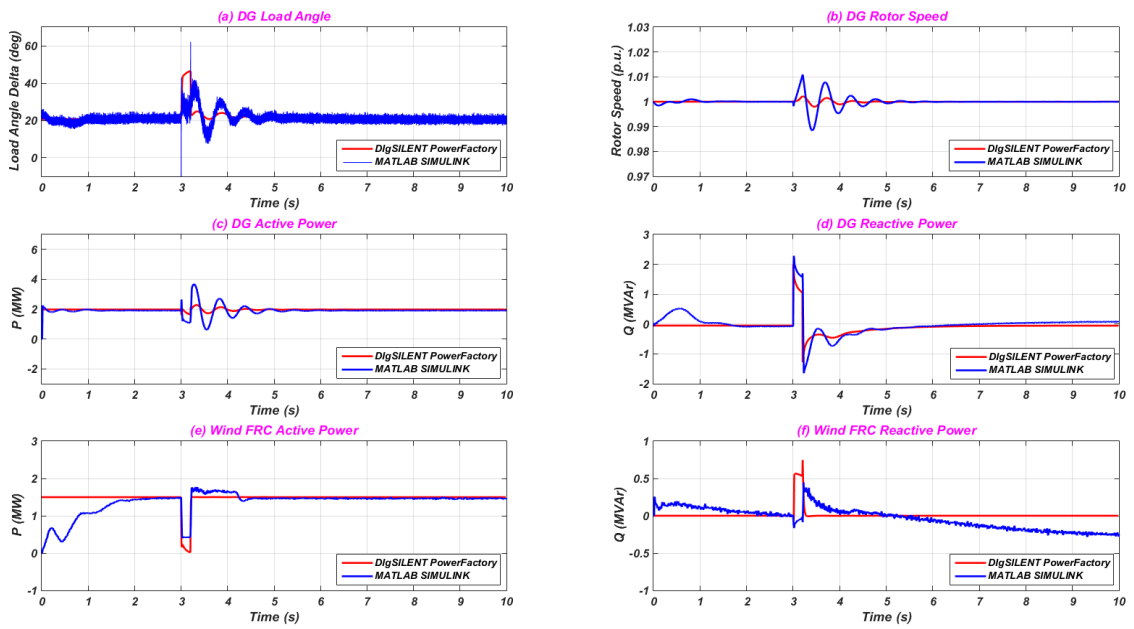 (a) DG Load Angle
Load Angle Delta (deg)
60
40
20
0
0 1 2 3 4 5 6 7 8 9 10
Time (s)
DIgSILENT PowerFactory
MATLAB SIMULINK
(b) DG Rotor Speed
Rotor Speed (p.u.)
1.03
1.02
1.01
1
0.99
0.98
0.97
0 1 2 3 4 5 6 7 8 9 10
Time (s)
DIgSILENT PowerFactory
MATLAB SIMULINK
(c) DG Active Power
P (MW)
6
4
2
0
-2
0 1 2 3 4 5 6 7 8 9 10
Time (s)
DIgSILENT PowerFactory
MATLAB SIMULINK
(d) DG Reactive Power
Q (MVAr)
3
2
1
0
-1
-2
0 1 2 3 4 5 6 7 8 9 10
Time (s)
DIgSILENT PowerFactory
MATLAB SIMULINK
(e) Wind FRC Active Power
P (MW)
3
2
1
0
-1
0 1 2 3 4 5 6 7 8 9 10
Time (s)
DIgSILENT PowerFactory
MATLAB SIMULINK
(f) Wind FRC Reactive Power
Q (MVAr)
1
0.5
0
-0.5
-1
0 1 2 3 4 5 6 7 8 9 10
Time (s)
DIgSILENT PowerFactory
MATLAB SIMULINK